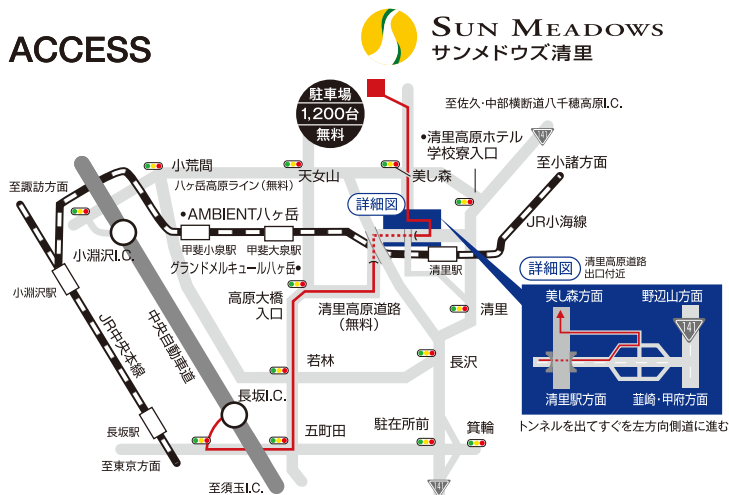 ACCESS
SUN MEADOWS
サンメドウズ清里
駐車場
1,200台
無料
至佐久・中部横断道八千穂高原I.C.
141
•清里高原ホテル
学校寮入口
小荒間
天女山
美し森
至小諸方面
八ヶ岳高原ライン(無料)
至諏訪方面
詳細図
•AMBIENT八ヶ岳
JR小海線
小淵沢I.C.
甲斐小泉駅
甲斐大泉駅
清里駅
グランドメルキュール八ヶ岳•
小淵沢駅
高原大橋
入口
清里高原道路
(無料)
清里
JR中央本線
中央自動車道
若林
長沢
長坂I.C.
長坂駅
五町田
駐在所前
箕輪
至東京方面
至須玉I.C.
141
詳細図
清里高原道路
出口付近
美し森方面
野辺山方面
141
清里駅方面
韮崎・甲府方面
トンネルを出てすぐを左方向側道に進む